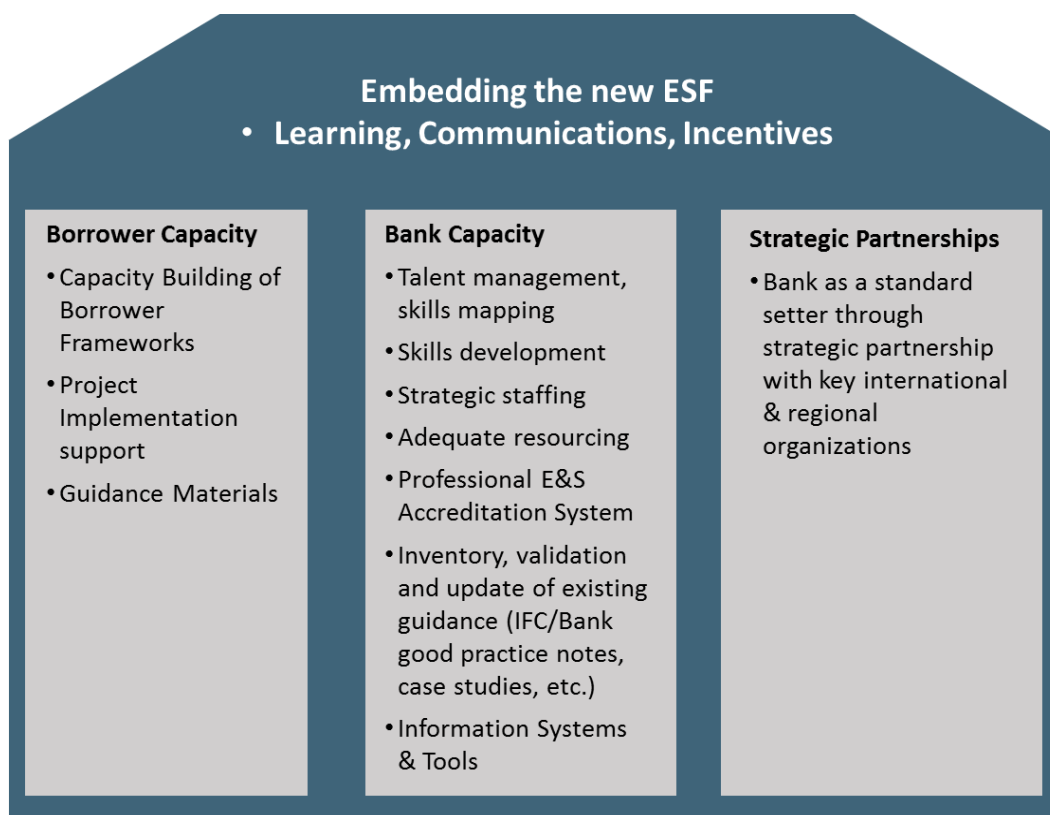 Embedding the new ESF
• Learning, Communications, Incentives
Borrower Capacity
• Capacity Building of
Borrower
Frameworks
• Project
Implementation
support
• Guidance Materials
Bank Capacity
• Talent management,
skills mapping
• Skills development
• Strategic staffing
• Adequate resourcing
• Professional E&S
Accreditation System
• Inventory, validation
and update of existing
guidance (IFC/Bank
good practice notes,
case studies, etc.)
• Information Systems
& Tools
Strategic Partnerships
• Bank as a standard
setter through
strategic partnership
with key international
& regional
organizations